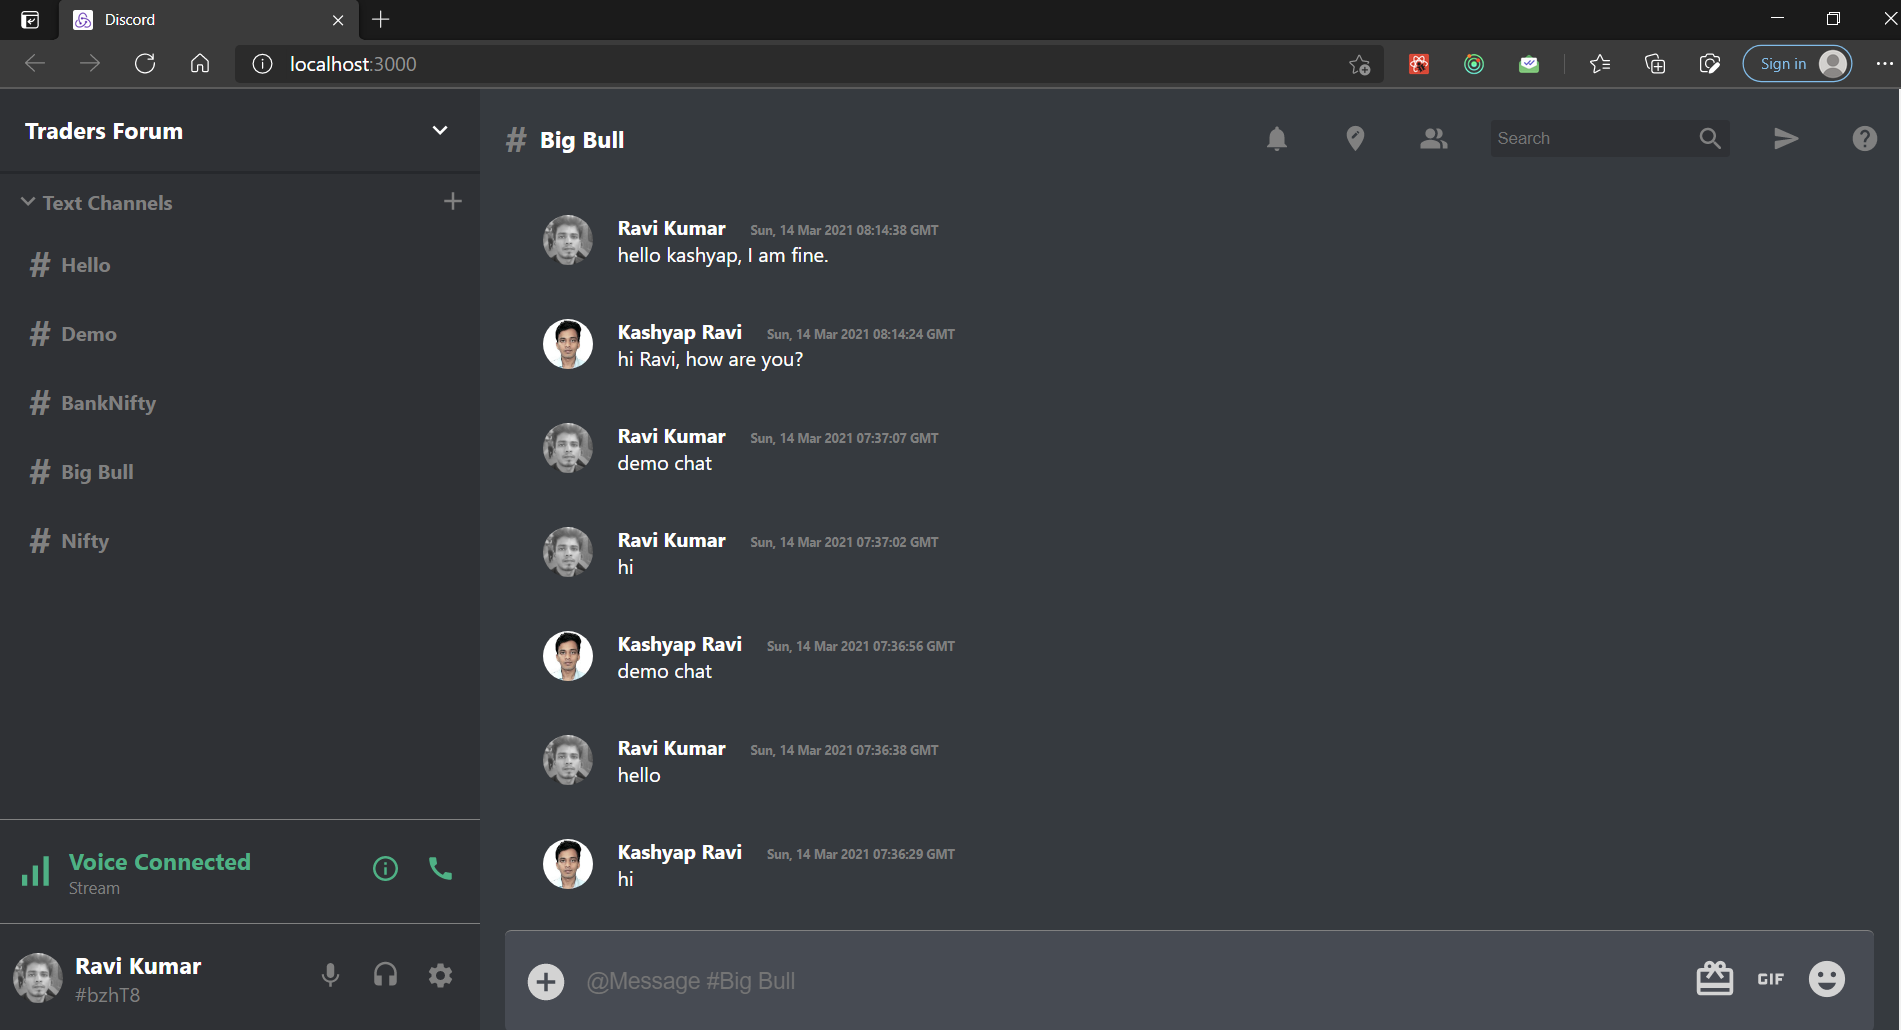 Discord
localhost:3000
Sign in
Traders Forum
Text Channels
# Hello
# Demo
# BankNifty
# Big Bull
# Nifty
Voice Connected
Stream
Ravi Kumar
#bzhT8
# Big Bull
Search
Ravi Kumar Sun, 14 Mar 2021 08:14:38 GMT
hello kashyap, I am fine.
Kashyap Ravi Sun, 14 Mar 2021 08:14:24 GMT
hi Ravi, how are you?
Ravi Kumar Sun, 14 Mar 2021 07:37:07 GMT
demo chat
Ravi Kumar Sun, 14 Mar 2021 07:37:02 GMT
hi
Kashyap Ravi Sun, 14 Mar 2021 07:36:56 GMT
demo chat
Ravi Kumar Sun, 14 Mar 2021 07:36:38 GMT
hello
Kashyap Ravi Sun, 14 Mar 2021 07:36:29 GMT
hi
@Message #Big Bull
GIF